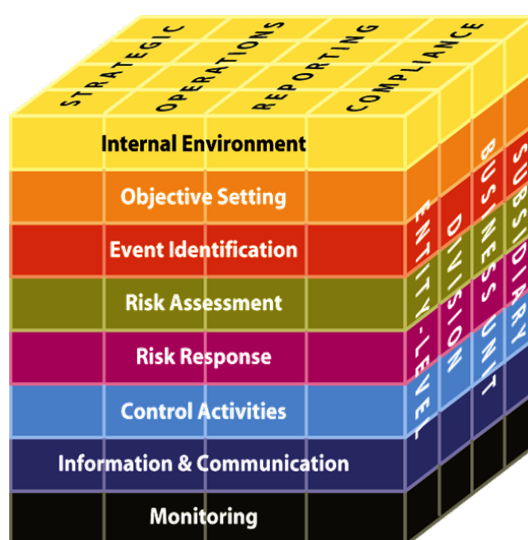 STRATEGIC
OPERATIONS
REPORTING
COMPLIANCE
Internal Environment
Objective Setting
Event Identification
Risk Assessment
Risk Response
Control Activities
Information & Communication
Monitoring
ENTITY-LEVEL
DIVISION
BUSINESS UNIT
SUBSIDIARY